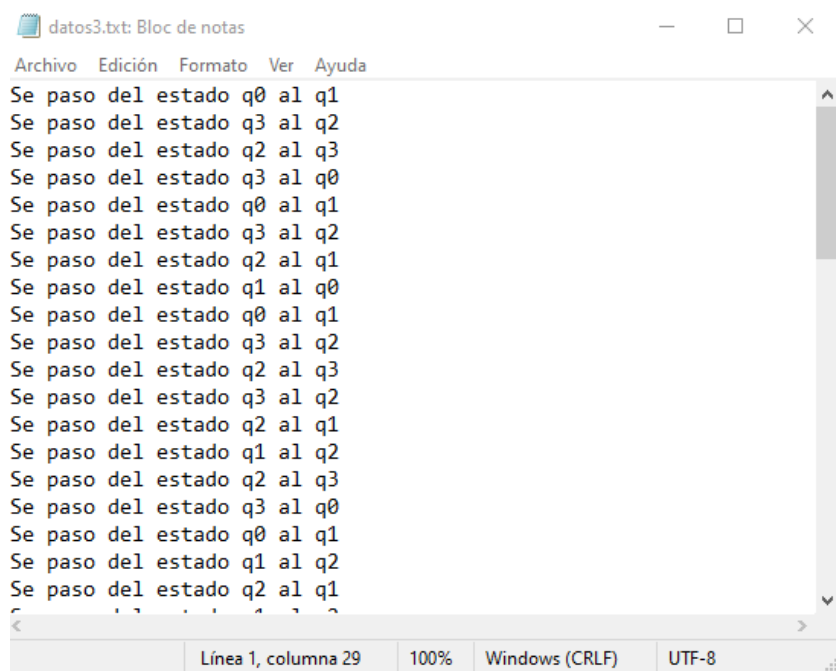 datos3.txt: Bloc de notas
Archivo Edición Formato Ver Ayuda
Se paso del estado q0 al q1
Se paso del estado q3 al q2
Se paso del estado q2 al q3
Se paso del estado q3 al q0
Se paso del estado q0 al q1
Se paso del estado q3 al q2
Se paso del estado q2 al q1
Se paso del estado q1 al q0
Se paso del estado q0 al q1
Se paso del estado q3 al q2
Se paso del estado q2 al q3
Se paso del estado q3 al q2
Se paso del estado q2 al q1
Se paso del estado q1 al q2
Se paso del estado q2 al q3
Se paso del estado q3 al q0
Se paso del estado q0 al q1
Se paso del estado q1 al q2
Se paso del estado q2 al q1
Línea 1, columna 29 100% Windows (CRLF) UTF-8